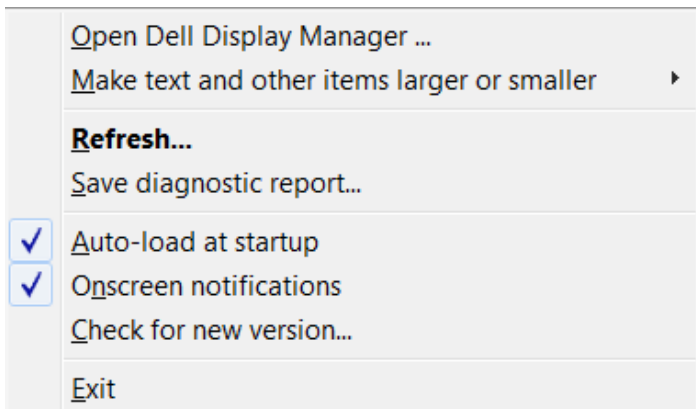 Open Dell Display Manager ...
Make text and other items larger or smaller
Refresh...
Save diagnostic report...
Auto-load at startup
Onscreen notifications
Check for new version...
Exit